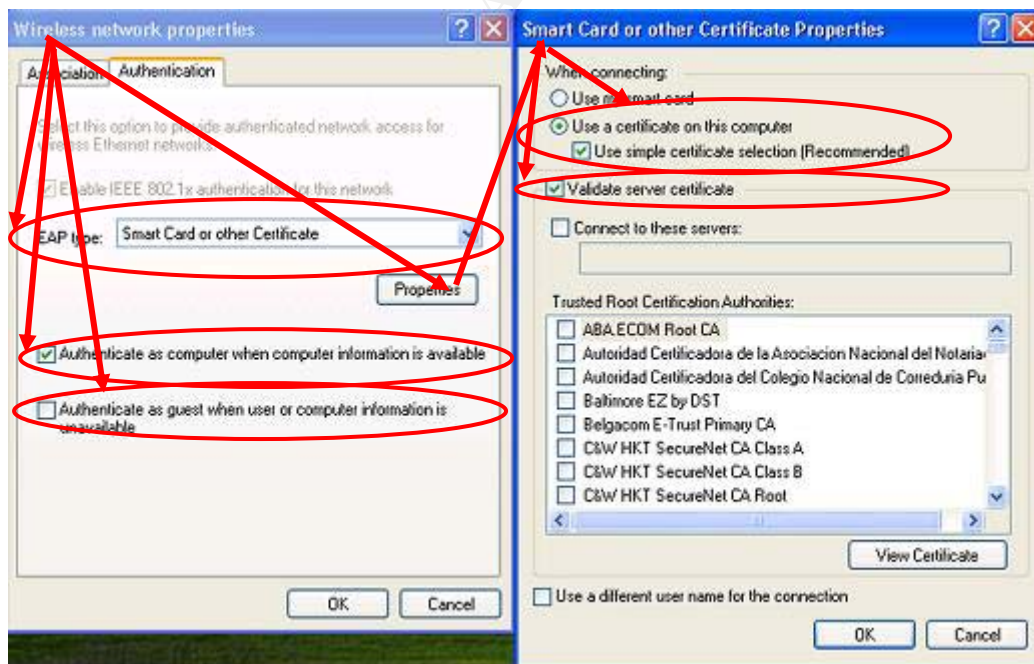 Wireless network properties
Association
Authentication
Select this option to provide authenticated network access for
wireless Ethernet networks
Enable IEEE 802.1x authentication for this network
EAP type:
Smart Card or other Certificate
Properties
Authenticate as computer when computer information is available
Authenticate as guest when user or computer information is
unavailable
OK
Cancel
Smart Card or other Certificate Properties
When connecting:
Use my smart card
Use a certificate on this computer
Use simple certificate selection (Recommended)
Validate server certificate
Connect to these servers:
Trusted Root Certification Authorities:
ABA.ECOM Root CA
Autoridad Certificadora de la Asociacion Nacional del Notaria
Autoridad Certificadora del Colegio Nacional de Correduria Pu
Baltimore EZ by DST
Belgacom E-Trust Primary CA
C&W HKT SecureNet CA Class A
C&W HKT SecureNet CA Class B
C&W HKT SecureNet CA Root
View Certificate
Use a different user name for the connection
OK
Cancel